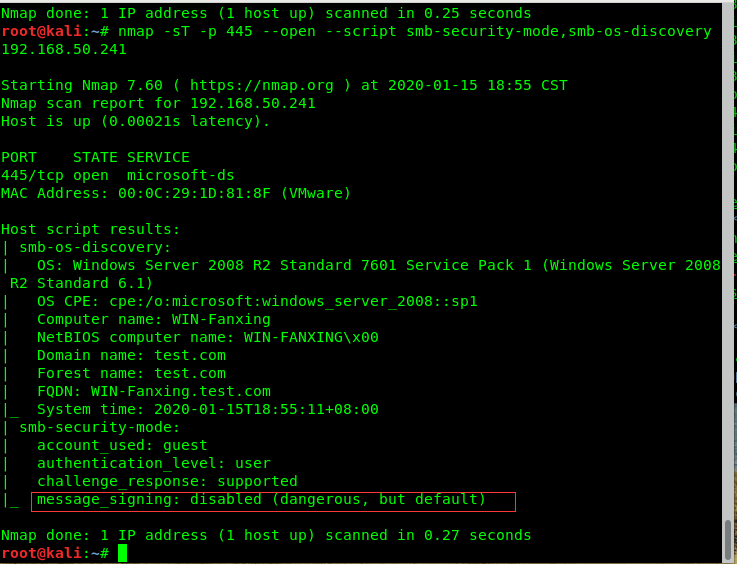 Nmap done: 1 IP address (1 host up) scanned in 0.25 seconds
root@kali:~# nmap -sT -p 445 --open --script smb-security-mode,smb-os-discovery
192.168.50.241
Starting Nmap 7.60 ( https://nmap.org ) at 2020-01-15 18:55 CST
Nmap scan report for 192.168.50.241
Host is up (0.00021s latency).
PORT    STATE SERVICE
445/tcp open  microsoft-ds
MAC Address: 00:0C:29:1D:81:8F (VMware)
Host script results:
| smb-os-discovery:
|   OS: Windows Server 2008 R2 Standard 7601 Service Pack 1 (Windows Server 2008
 R2 Standard 6.1)
|   OS CPE: cpe:/o:microsoft:windows_server_2008::sp1
|   Computer name: WIN-Fanxing
|   NetBIOS computer name: WIN-FANXING\x00
|   Domain name: test.com
|   Forest name: test.com
|   FQDN: WIN-Fanxing.test.com
|_  System time: 2020-01-15T18:55:11+08:00
| smb-security-mode:
|   account_used: guest
|   authentication_level: user
|   challenge_response: supported
|_  message_signing: disabled (dangerous, but default)
Nmap done: 1 IP address (1 host up) scanned in 0.27 seconds
root@kali:~#